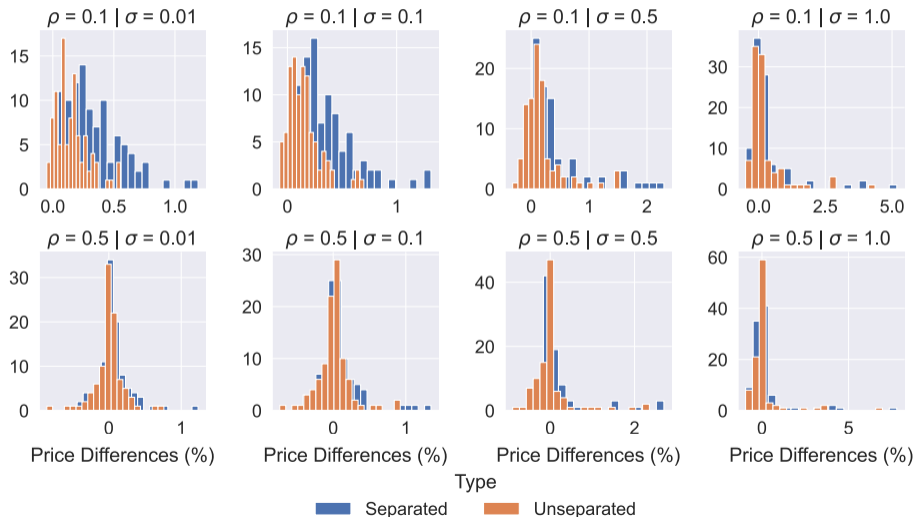 ρ = 0.1 | σ = 0.01
ρ = 0.1 | σ = 0.1
ρ = 0.1 | σ = 0.5
ρ = 0.1 | σ = 1.0
15
10
5
0
0.0 0.5 1.0
15
10
5
0
0 1
20
10
0
0 1 2
30
20
10
0
0.0 2.5 5.0
ρ = 0.5 | σ = 0.01
ρ = 0.5 | σ = 0.1
ρ = 0.5 | σ = 0.5
ρ = 0.5 | σ = 1.0
30
20
10
0
0 1
30
20
10
0
0 1
40
20
0
0 2
60
40
20
0
0 5
Price Differences (%)
Price Differences (%)
Price Differences (%)
Price Differences (%)
Type
Separated Unseparated